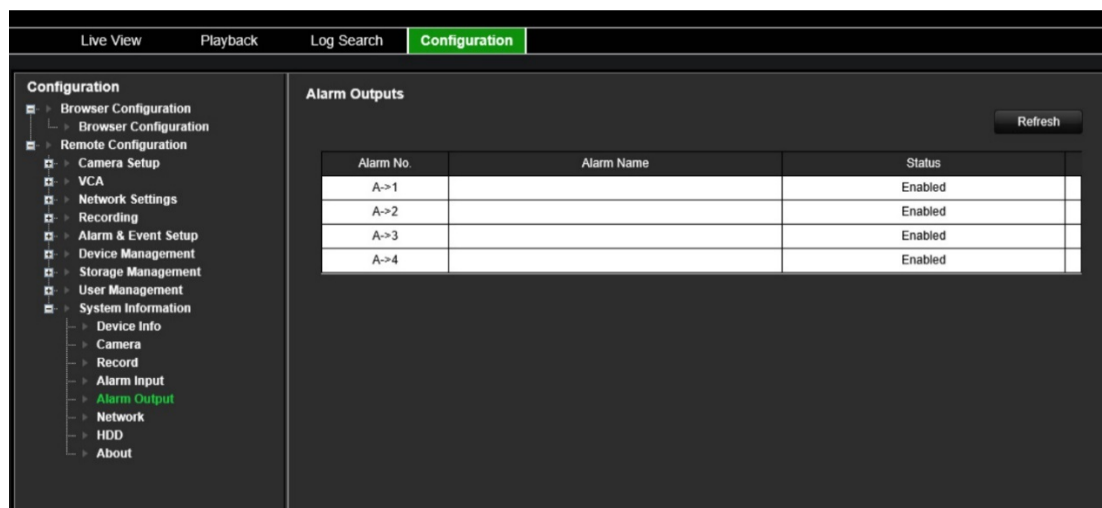 Live View Playback Log Search Configuration
Configuration
Browser Configuration
Browser Configuration
Remote Configuration
Camera Setup
VCA
Network Settings
Recording
Alarm & Event Setup
Device Management
Storage Management
User Management
System Information
Device Info
Camera
Record
Alarm Input
Alarm Output
Network
HDD
About
Alarm Outputs
Refresh
Alarm No. Alarm Name Status
A->1 Enabled
A->2 Enabled
A->3 Enabled
A->4 Enabled